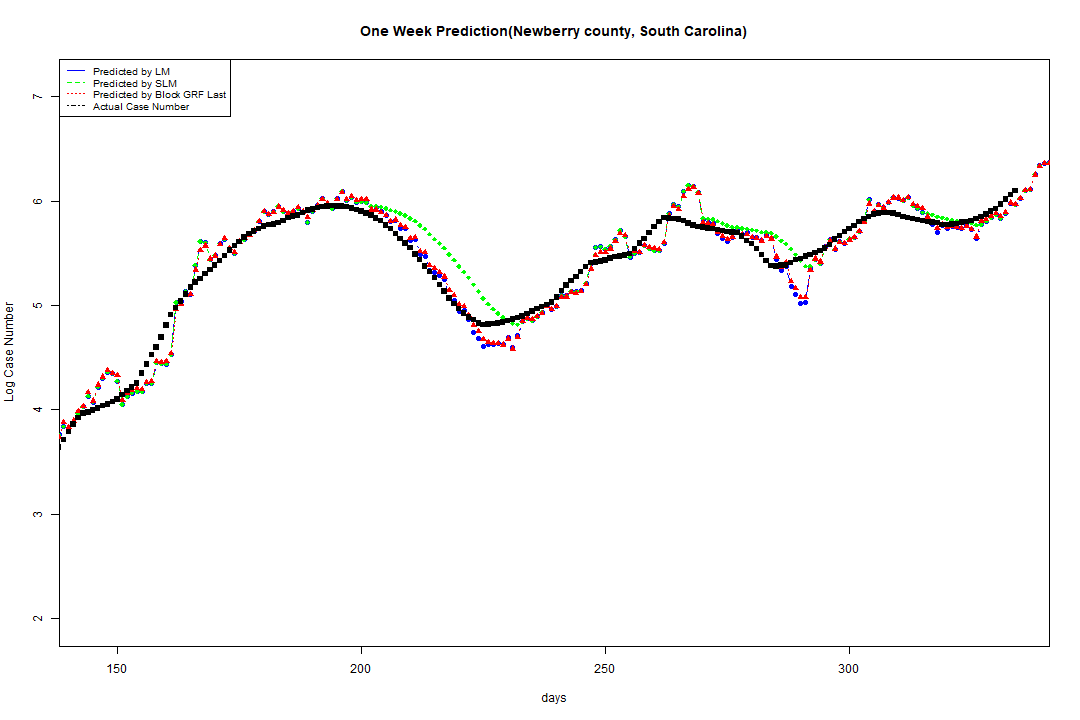 One Week Prediction(Newberry county, South Carolina)
Predicted by LM
Predicted by SLM
Predicted by Block GRF Last
Actual Case Number
7
6
5
4
3
2
Log Case Number
150 200 250 300
days